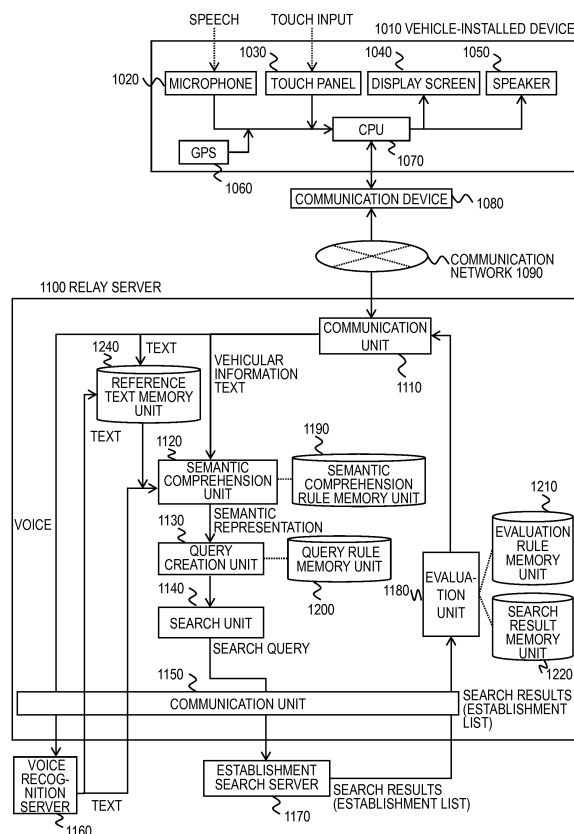 SPEECH
TOUCH INPUT
1010 VEHICLE-INSTALLED DEVICE
1020
1030
1040
1050
MICROPHONE
TOUCH PANEL
DISPLAY SCREEN
SPEAKER
CPU
GPS
1070
1060
COMMUNICATION DEVICE
1080
COMMUNICATION
NETWORK 1090
1100 RELAY SERVER
COMMUNICATION
UNIT
1110
1240
TEXT
REFERENCE
TEXT MEMORY
UNIT
VEHICULAR
INFORMATION
TEXT
TEXT
1120
SEMANTIC
COMPREHENSION
UNIT
1190
SEMANTIC
COMPREHENSION
RULE MEMORY UNIT
VOICE
SEMANTIC
REPRESENTATION
1130
QUERY
CREATION UNIT
QUERY RULE
MEMORY UNIT
1200
1140
SEARCH UNIT
SEARCH QUERY
1180
EVALUA-
TION
UNIT
1210
EVALUATION
RULE
MEMORY
UNIT
SEARCH
RESULT
MEMORY
UNIT
1220
1150
COMMUNICATION UNIT
SEARCH RESULTS
(ESTABLISHMENT
LIST)
VOICE
RECOG-
NITION
SERVER
1160
TEXT
ESTABLISHMENT
SEARCH SERVER
1170
SEARCH RESULTS
(ESTABLISHMENT LIST)